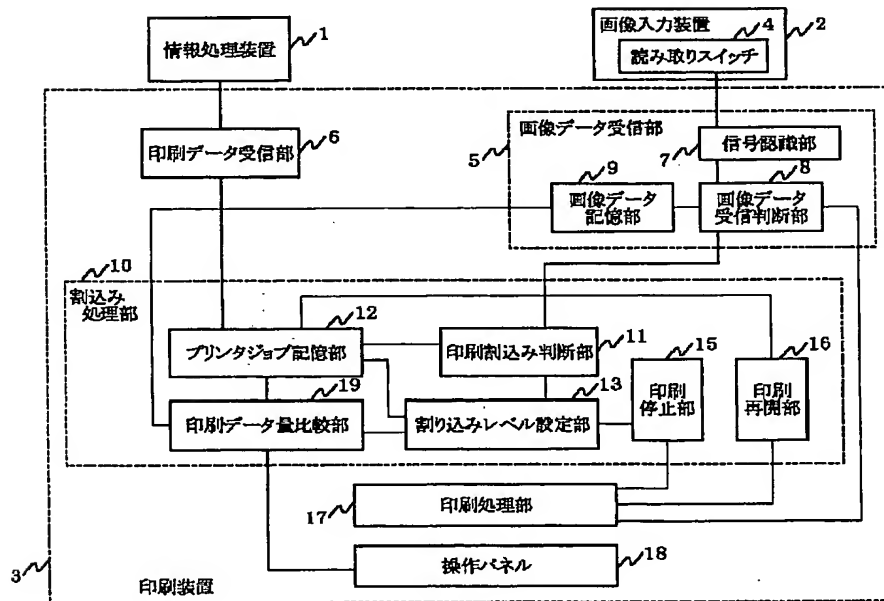 情報処理装置
1
画像入力装置
4
2
読み取りスイッチ
印刷データ受信部
6
画像データ受信部
5
信号認識部
7
9
8
画像データ
記憶部
画像データ
受信判断部
10
割込み
処理部
12
プリンタジョブ記憶部
印刷割込み判断部
11
15
印刷
停止部
16
印刷
再開部
19
印刷データ量比較部
13
割り込みレベル設定部
印刷処理部
17
操作パネル
18
3
印刷装置